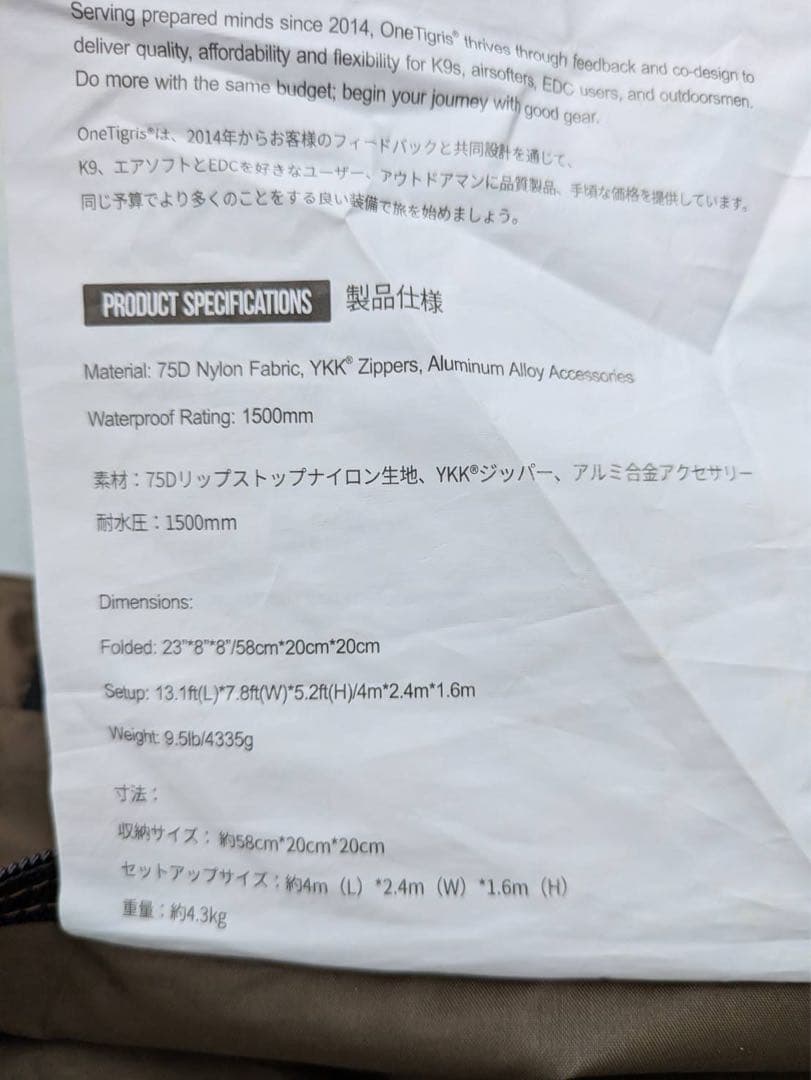 Serving prepared minds since 2014, OneTigris® thrives through feedback and co-design to
deliver quality, affordability and flexibility for K9s, airsofters, EDC users, and outdoorsmen.
Do more with the same budget; begin your journey with good gear.
OneTigris®は、2014年からお客様のフィードバックと共同設計を通じて、
K9、エアソフトとEDCを好きなユーザー、アウトドアマンに品質製品、手頃な価格を提供しています。
同じ予算でより多くのことをする良い装備で旅を始めましょう。
PRODUCT SPECIFICATIONS 製品仕様
Material: 75D Nylon Fabric, YKK® Zippers, Aluminum Alloy Accessories
Waterproof Rating: 1500mm
素材：75Dリップストップナイロン生地、YKK®ジッパー、アルミ合金アクセサリー
耐水圧：1500mm
Dimensions:
Folded: 23"*8"*8"/58cm*20cm*20cm
Setup: 13.1ft(L)*7.8ft(W)*5.2ft(H)/4m*2.4m*1.6m
Weight: 9.5lb/4335g
寸法：
収納サイズ：約58cm*20cm*20cm
セットアップサイズ：約4m（L）*2.4m（W）*1.6m（H）
重量：約4.3kg